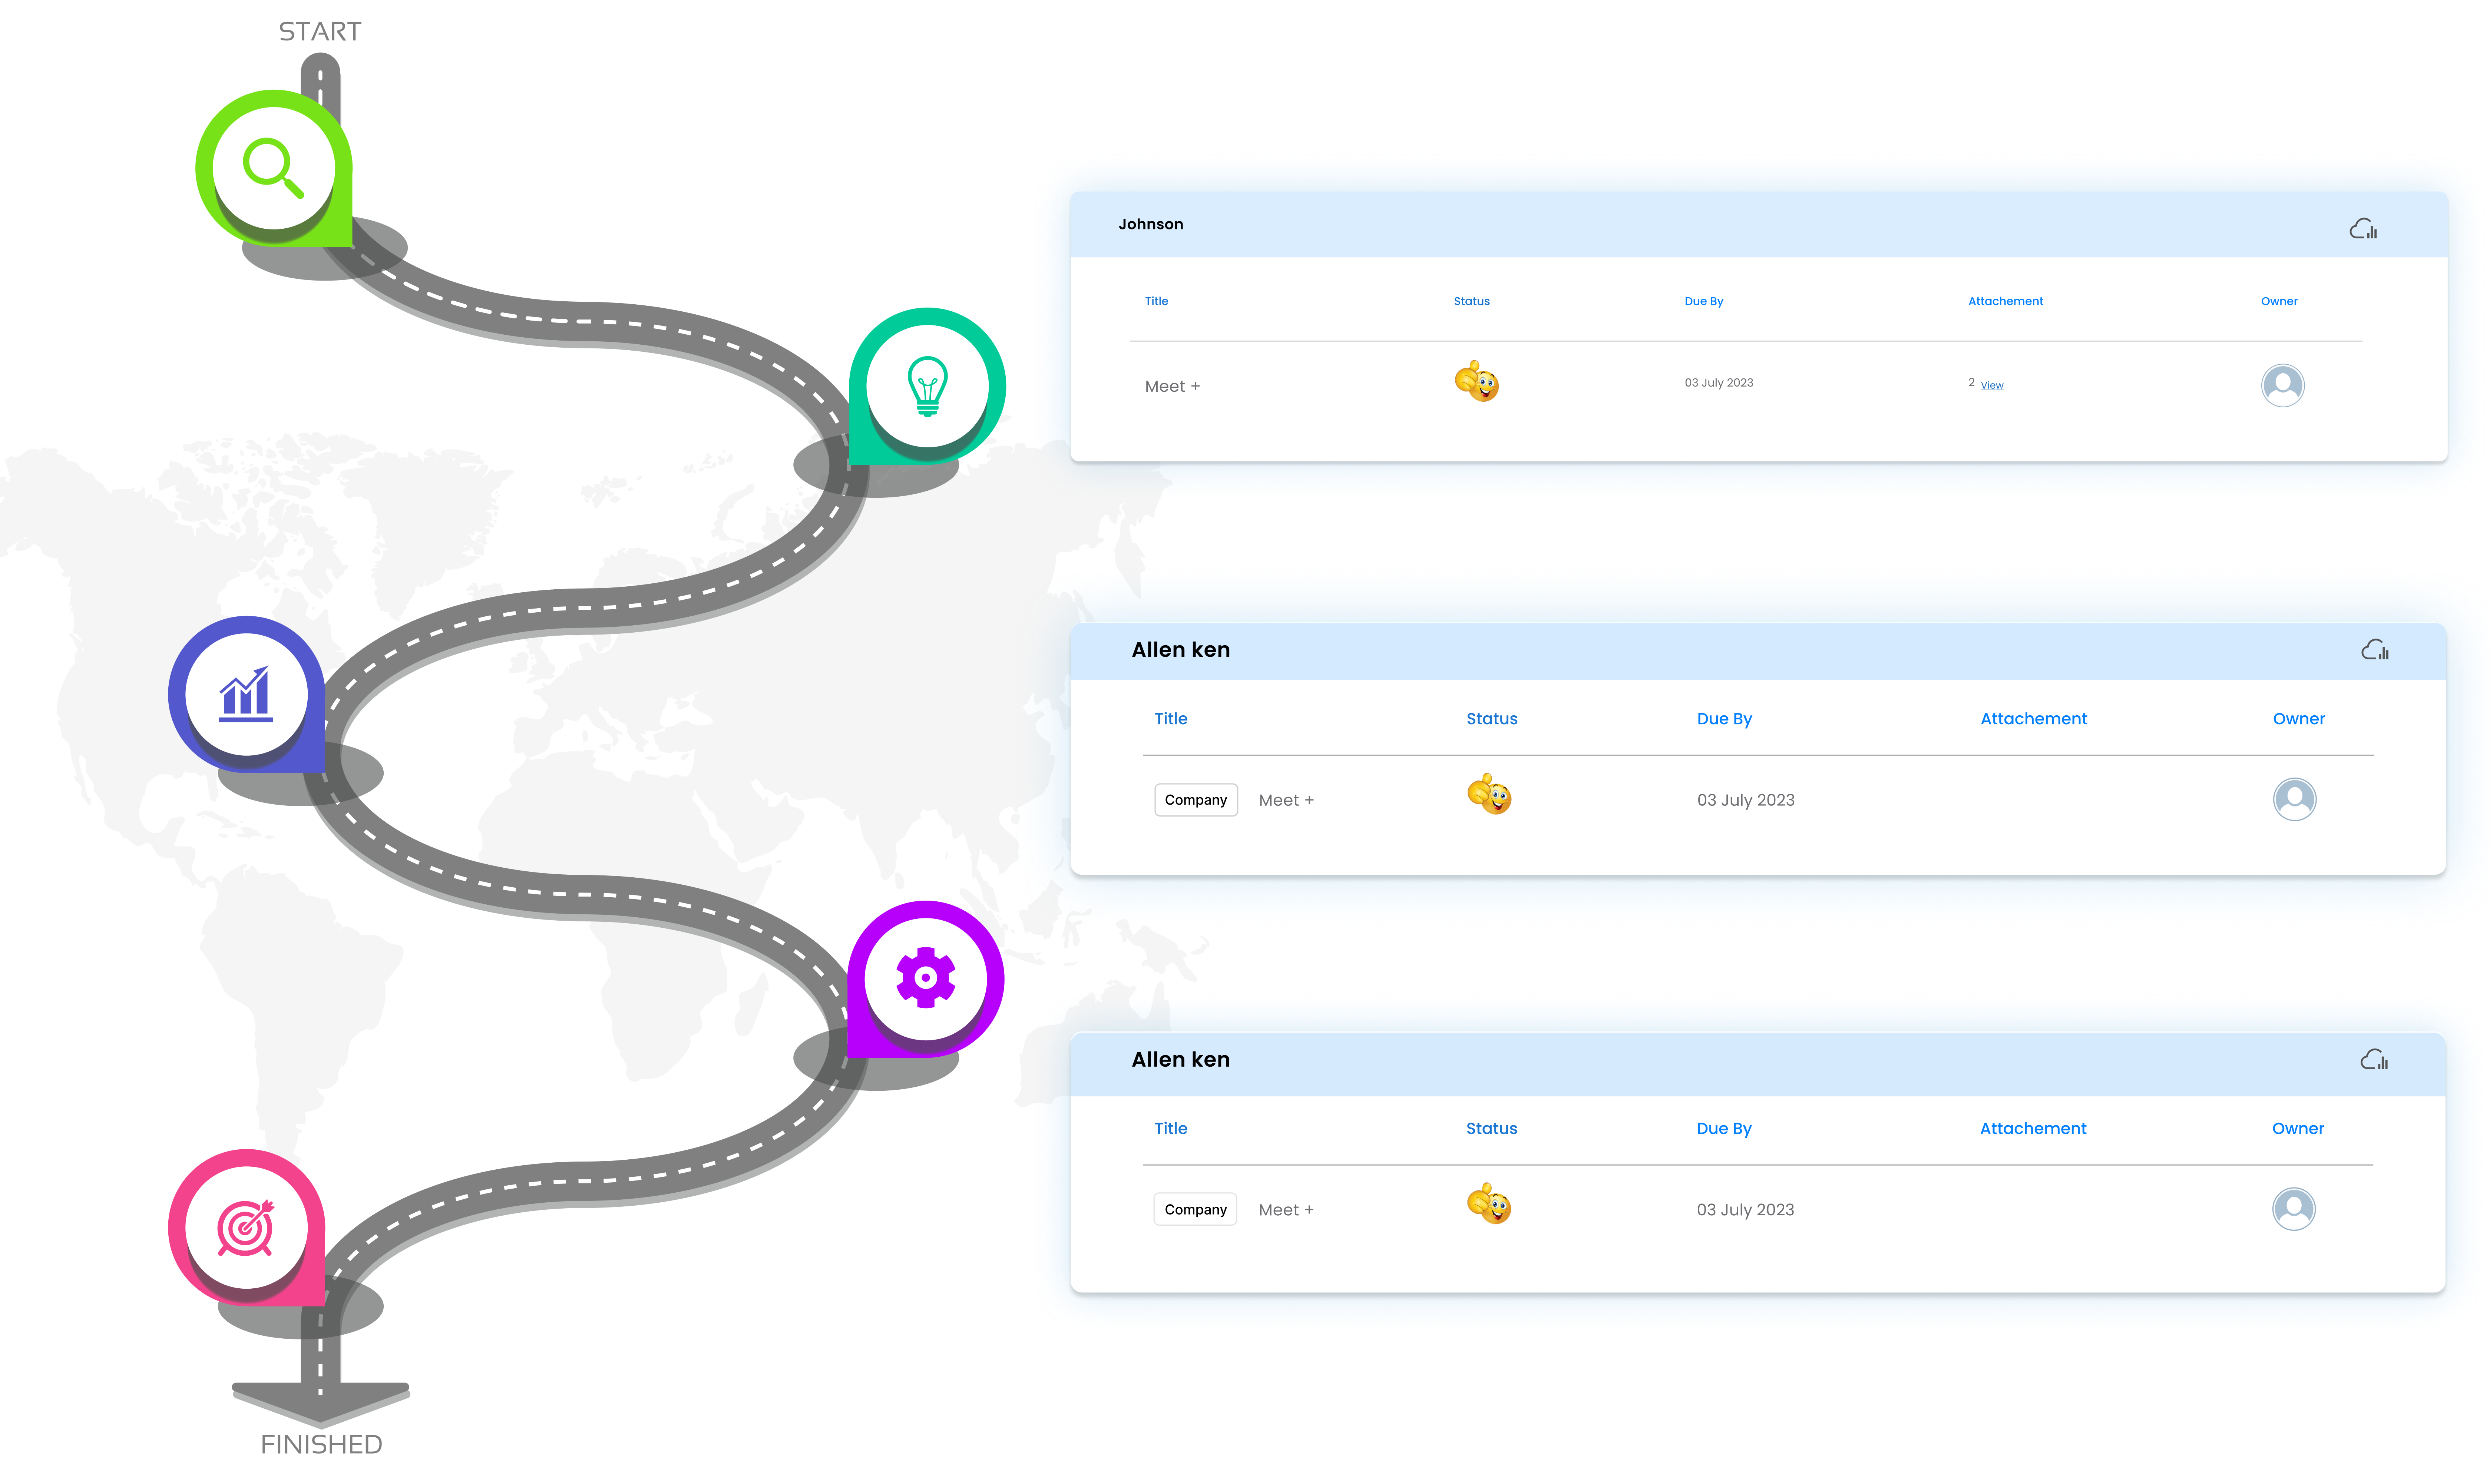 START
Johnson
Title Status Due By Attachement Owner
Meet + 03 July 2023 2 View
Allen ken
Title Status Due By Attachement Owner
Company Meet + 03 July 2023
Allen ken
Title Status Due By Attachement Owner
Company Meet + 03 July 2023
FINISHED